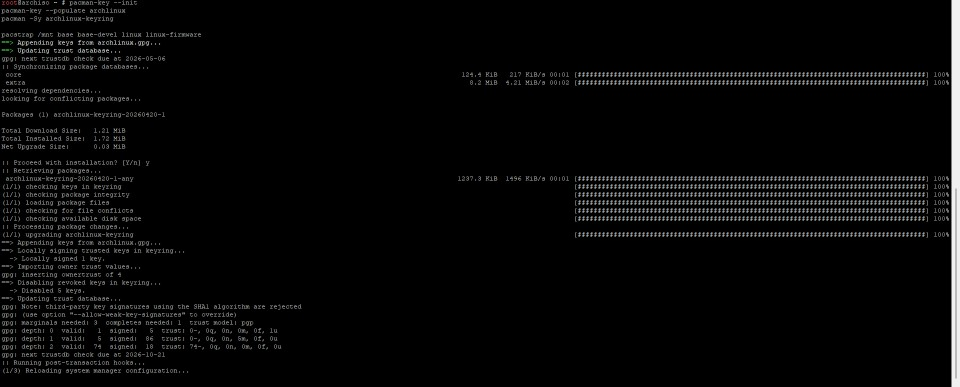 root@archiso ~ # pacman-key --init
pacman-key --populate archlinux
pacman -Sy archlinux-keyring
pacstrap /mnt base base-devel linux linux-firmware
==> Appending keys from archlinux.gpg...
==> Updating trust database...
gpg: next trustdb check due at 2026-05-06
:: Synchronizing package databases...
core 124.4 KiB 217 KiB/s 00:01 [######################################################################] 100%
extra 8.2 MiB 4.21 MiB/s 00:02 [######################################################################] 100%
resolving dependencies...
looking for conflicting packages...
Packages (1) archlinux-keyring-20260420-1
Total Download Size: 1.21 MiB
Total Installed Size: 1.72 MiB
Net Upgrade Size: 0.03 MiB
:: Proceed with installation? [Y/n] y
:: Retrieving packages...
archlinux-keyring-20260420-1-any 1237.3 KiB 1496 KiB/s 00:01 [######################################################################] 100%
(1/1) checking keys in keyring [######################################################################] 100%
(1/1) checking package integrity [######################################################################] 100%
(1/1) loading package files [######################################################################] 100%
(1/1) checking for file conflicts [######################################################################] 100%
(1/1) checking available disk space [######################################################################] 100%
:: Processing package changes...
(1/1) upgrading archlinux-keyring [######################################################################] 100%
==> Appending keys from archlinux.gpg...
==> Locally signing trusted keys in keyring...
-> Locally signed 1 key.
==> Importing owner trust values...
gpg: inserting ownertrust of 4
==> Disabling revoked keys in keyring...
-> Disabled 5 keys.
==> Updating trust database...
gpg: Note: third-party key signatures using the SHA1 algorithm are rejected
gpg: (use option "--allow-weak-key-signatures" to override)
gpg: marginals needed: 3 completes needed: 1 trust model: pgp
gpg: depth: 0 valid: 1 signed: 5 trust: 0-, 0q, 0n, 0m, 0f, 1u
gpg: depth: 1 valid: 5 signed: 86 trust: 0-, 0q, 0n, 5m, 0f, 0u
gpg: depth: 2 valid: 74 signed: 18 trust: 74-, 0q, 0n, 0m, 0f, 0u
gpg: next trustdb check due at 2026-10-21
:: Running post-transaction hooks...
(1/3) Reloading system manager configuration...